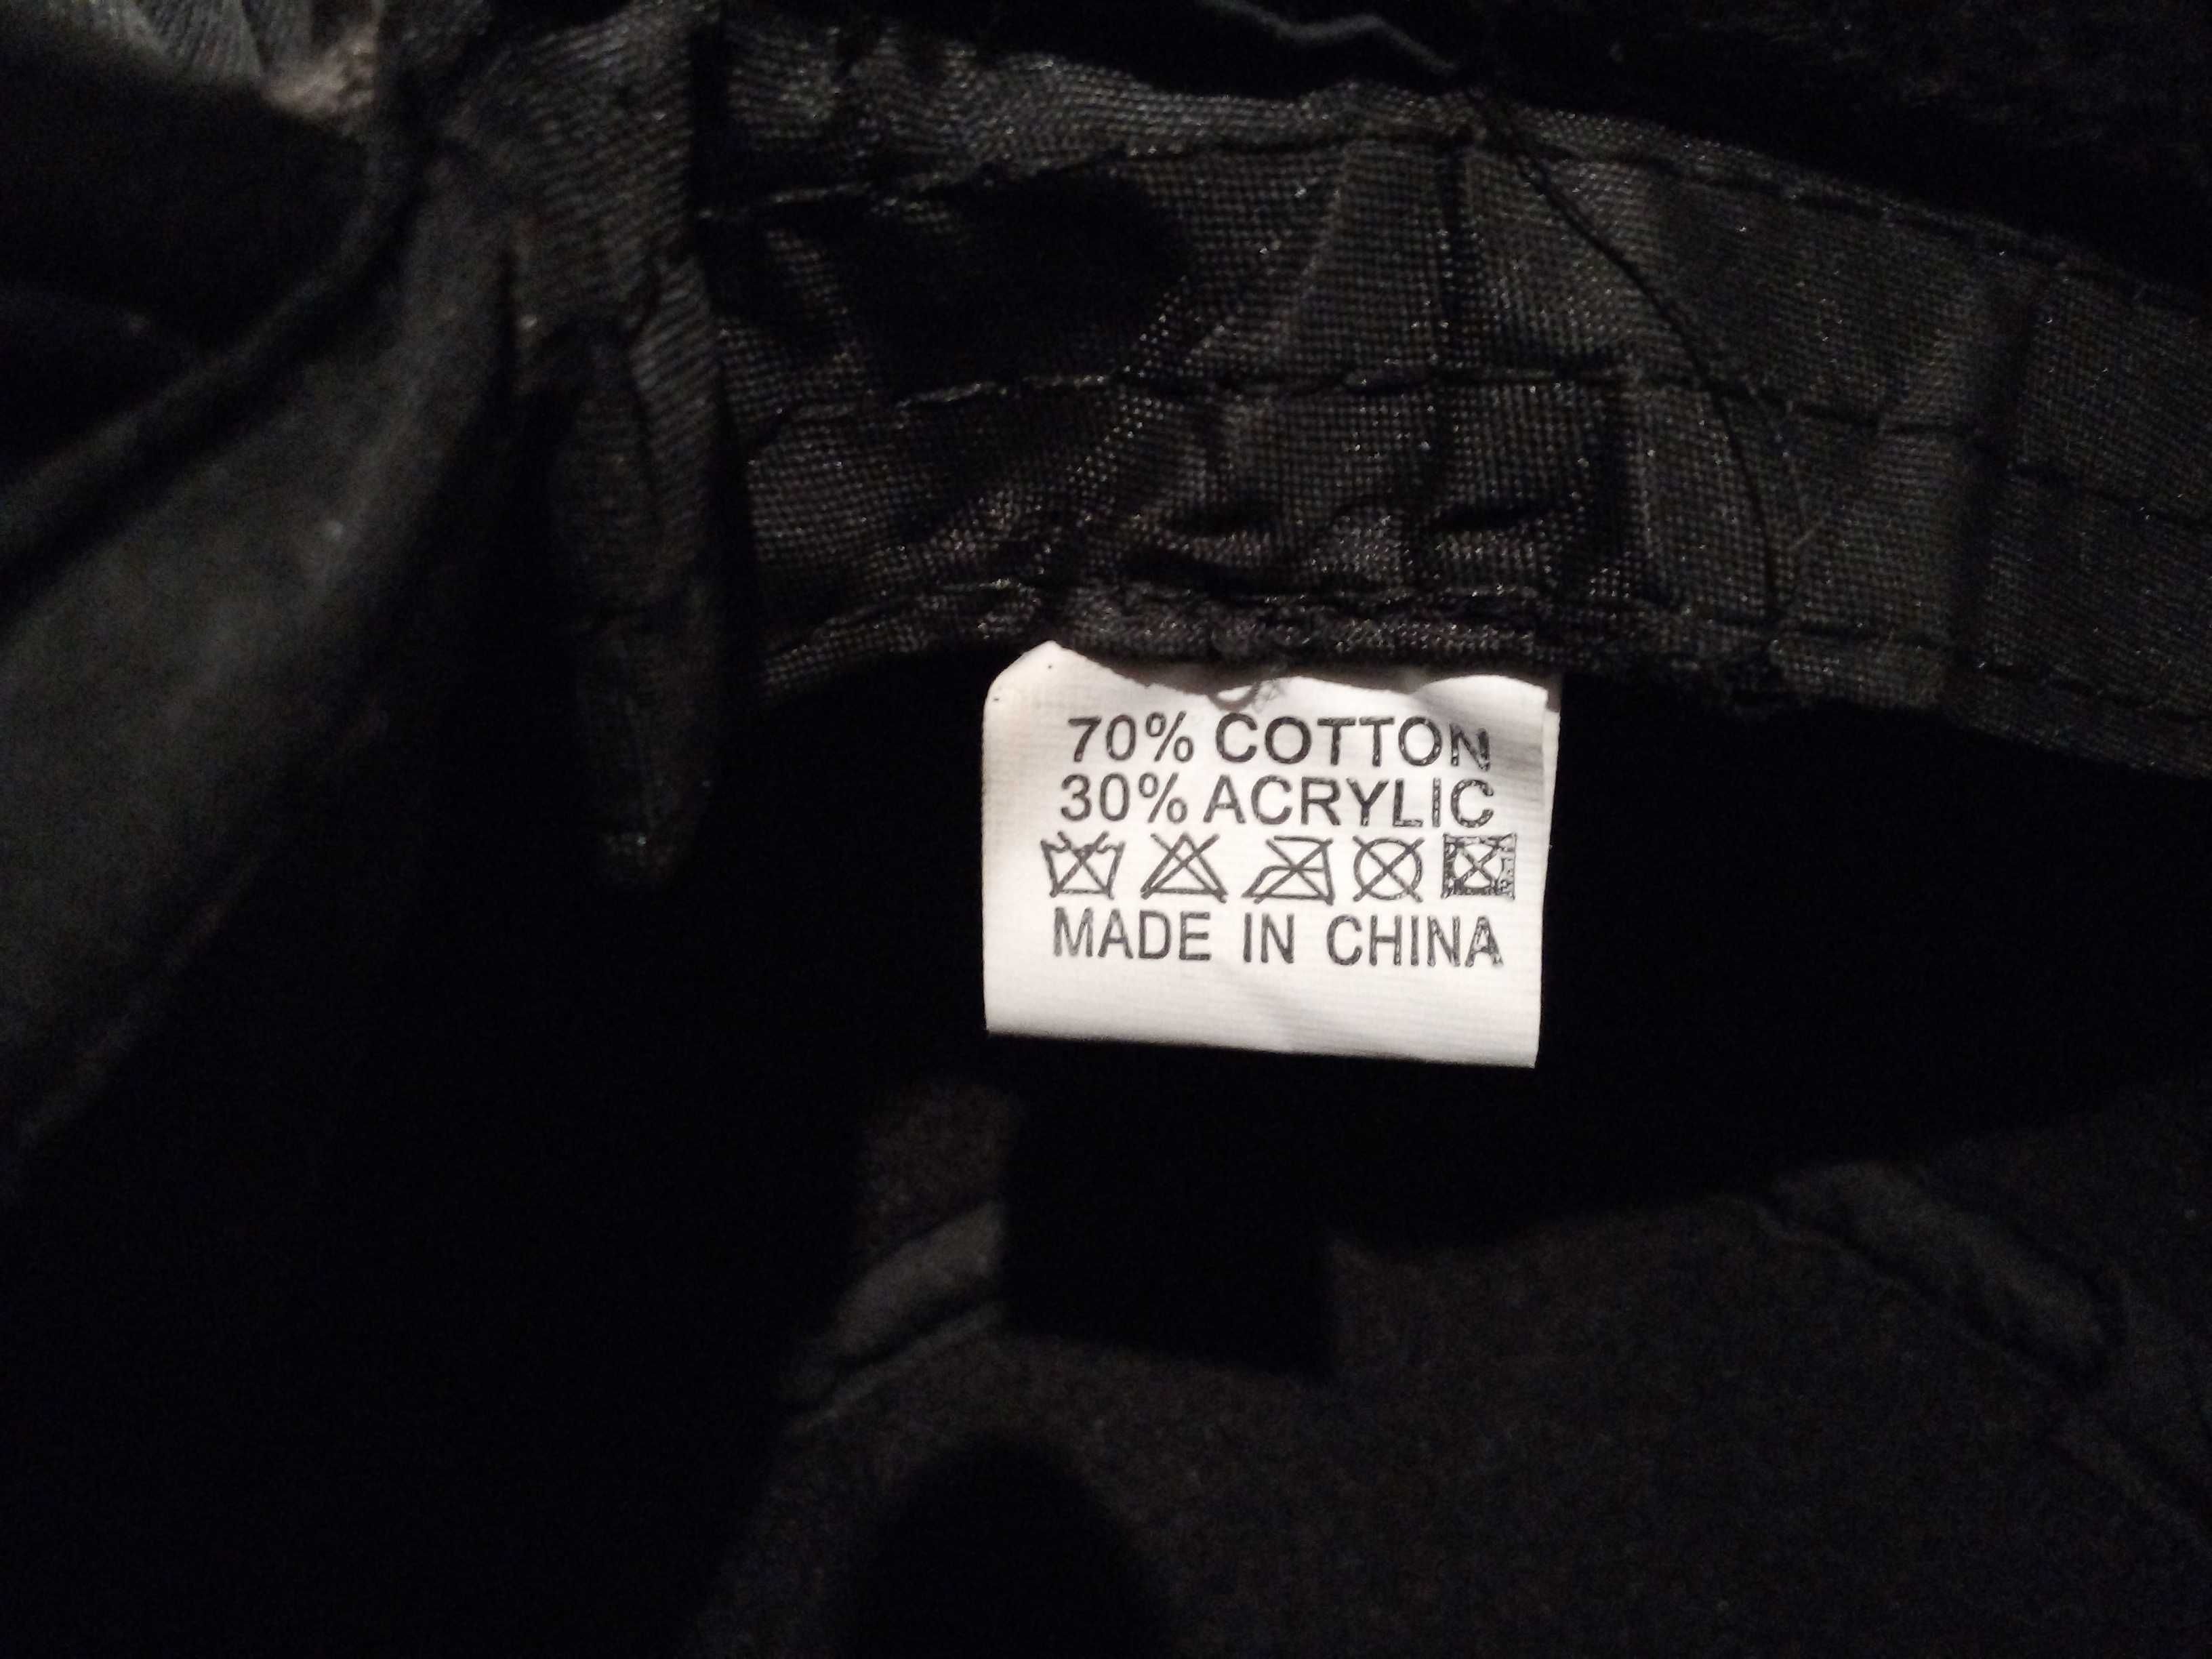 70% COTTON
30% ACRYLIC
MADE IN CHINA